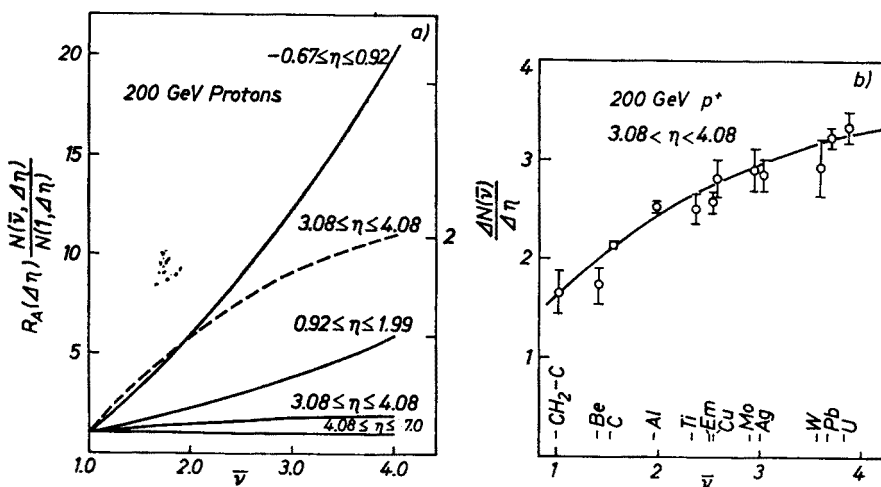 a)
20
−0.67≤η≤0.92
200 GeV Protons
15
3.08≤η≤4.08
2
10
0.92≤η≤1.99
5
3.08≤η≤4.08
4.08≤η≤7.0
R_A(Δη) N(ν̄,Δη)/N(1,Δη)
1.0 2.0 3.0 4.0
ν̄
b)
4
200 GeV p⁺
3.08<η<4.08
3
2
1
ΔN(ν̄)/Δη
-CH₂-C
-Be
-C
-Al
-Ti
-Em
-Cu
-Mo
-Ag
-W
-Pb
-U
1 2 3 4
ν̄